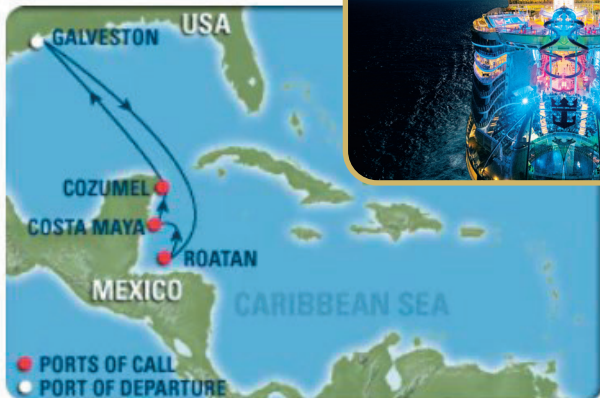 USA
GALVESTON
COZUMEL
COSTA MAYA
ROATAN
MEXICO
CARIBBEAN SEA
PORTS OF CALL
PORT OF DEPARTURE